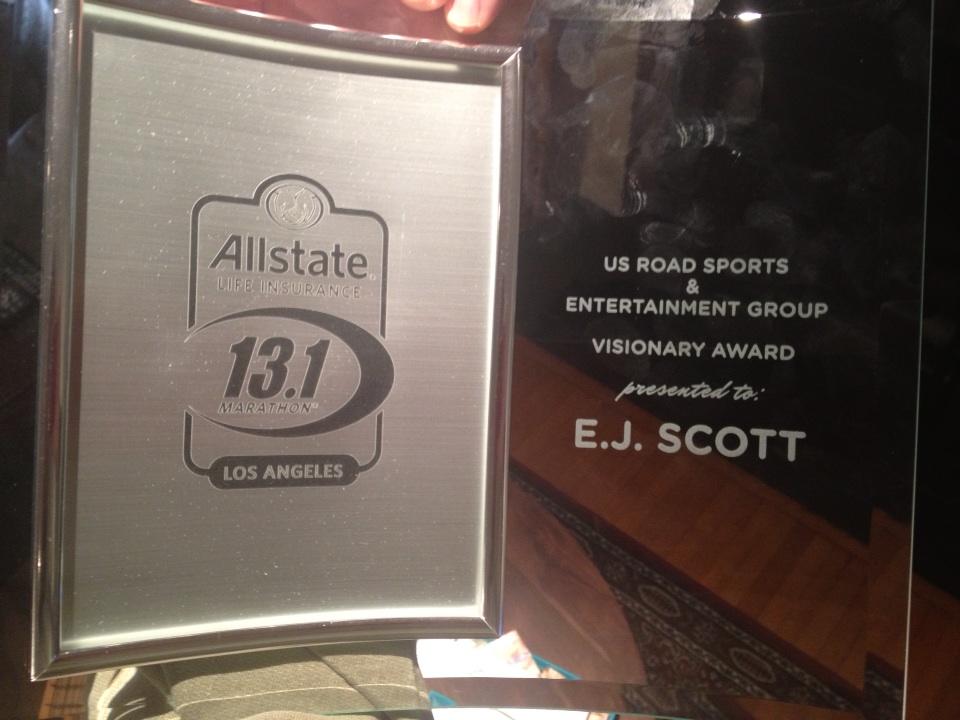 Allstate
LIFE INSURANCE
13.1
MARATHON
LOS ANGELES
US ROAD SPORTS
&
ENTERTAINMENT GROUP
VISIONARY AWARD
presented to:
E.J. SCOTT